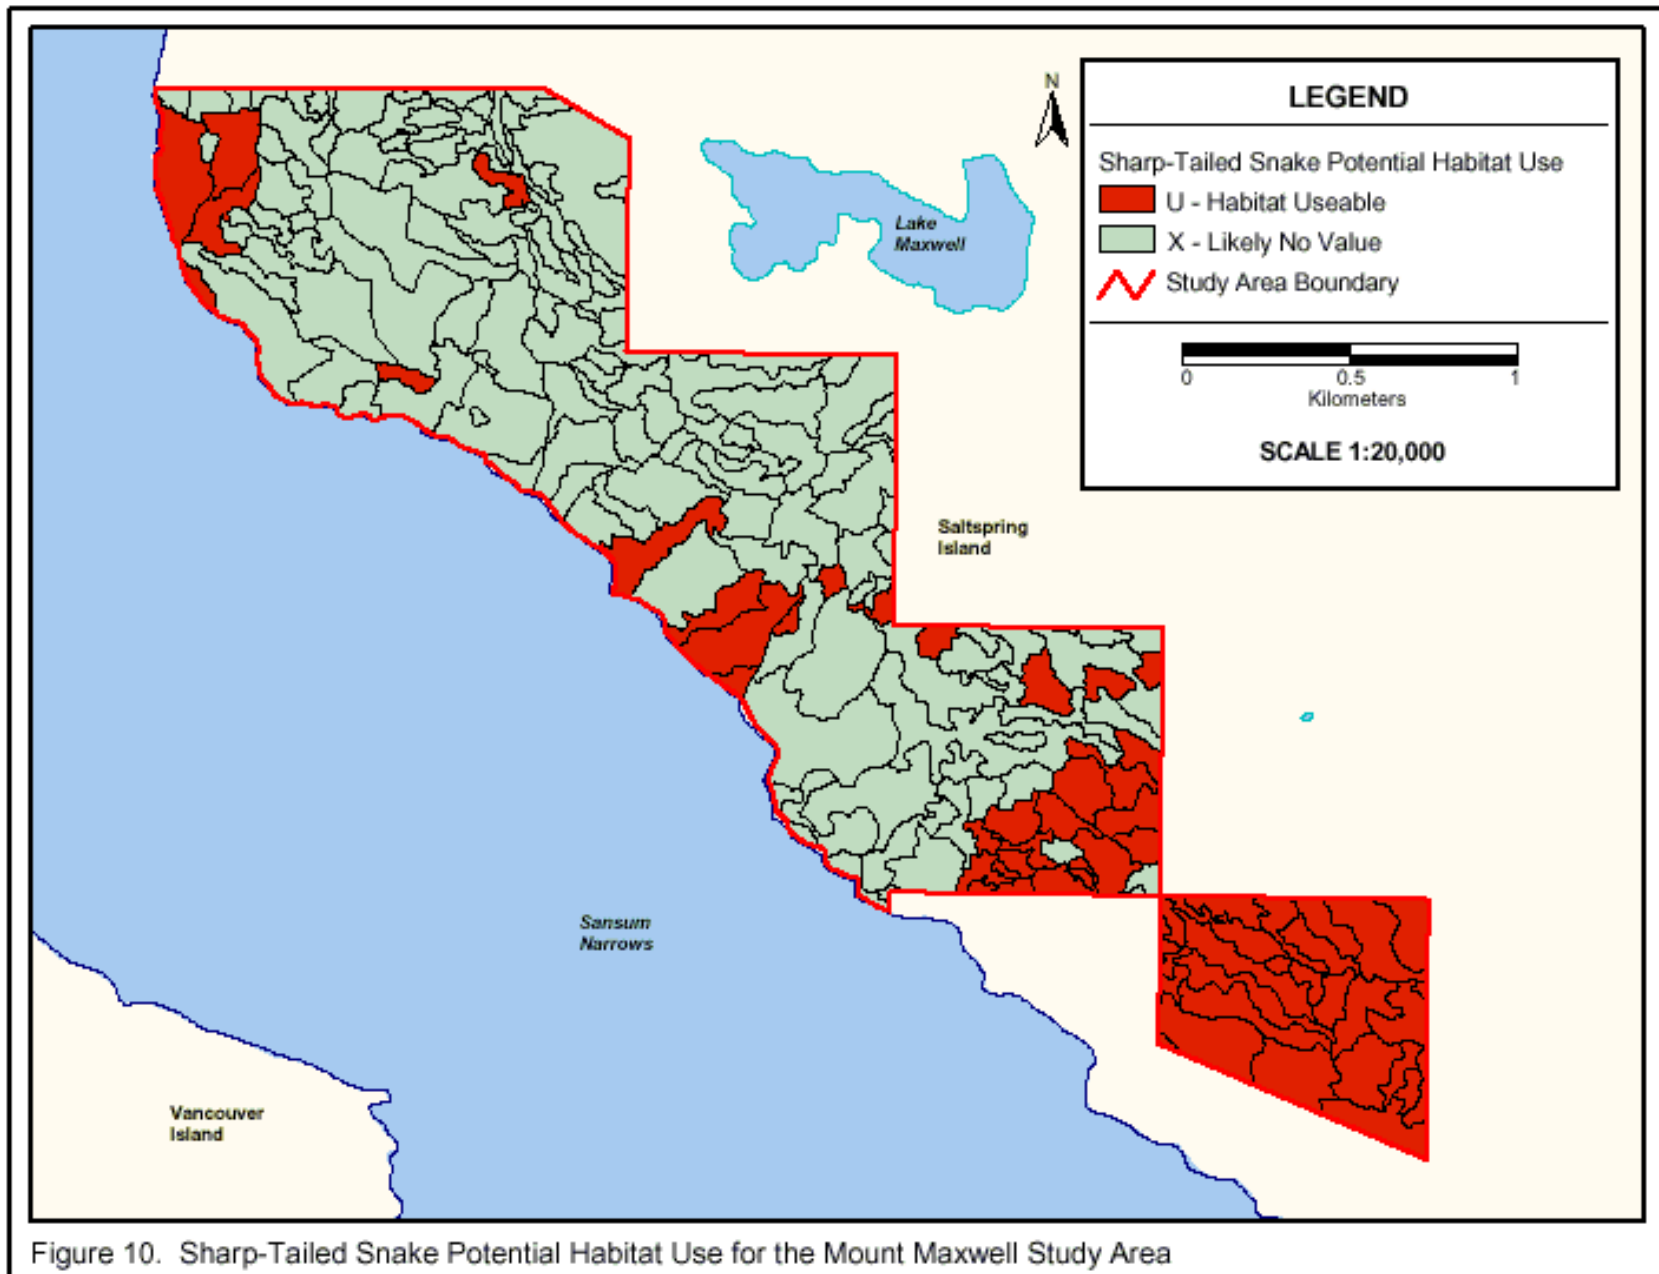 N
LEGEND
Sharp-Tailed Snake Potential Habitat Use
U - Habitat Useable
X - Likely No Value
Study Area Boundary
0 0.5 1
Kilometers
SCALE 1:20,000
Lake
Maxwell
Saltspring
Island
Sansum
Narrows
Vancouver
Island
Figure 10. Sharp-Tailed Snake Potential Habitat Use for the Mount Maxwell Study Area